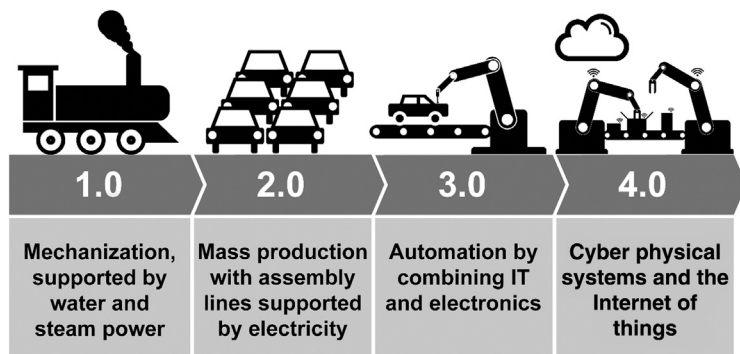 1.0
2.0
3.0
4.0
Mechanization,
supported by
water and
steam power
Mass production
with assembly
lines supported
by electricity
Automation by
combining IT
and electronics
Cyber physical
systems and the
Internet of
things